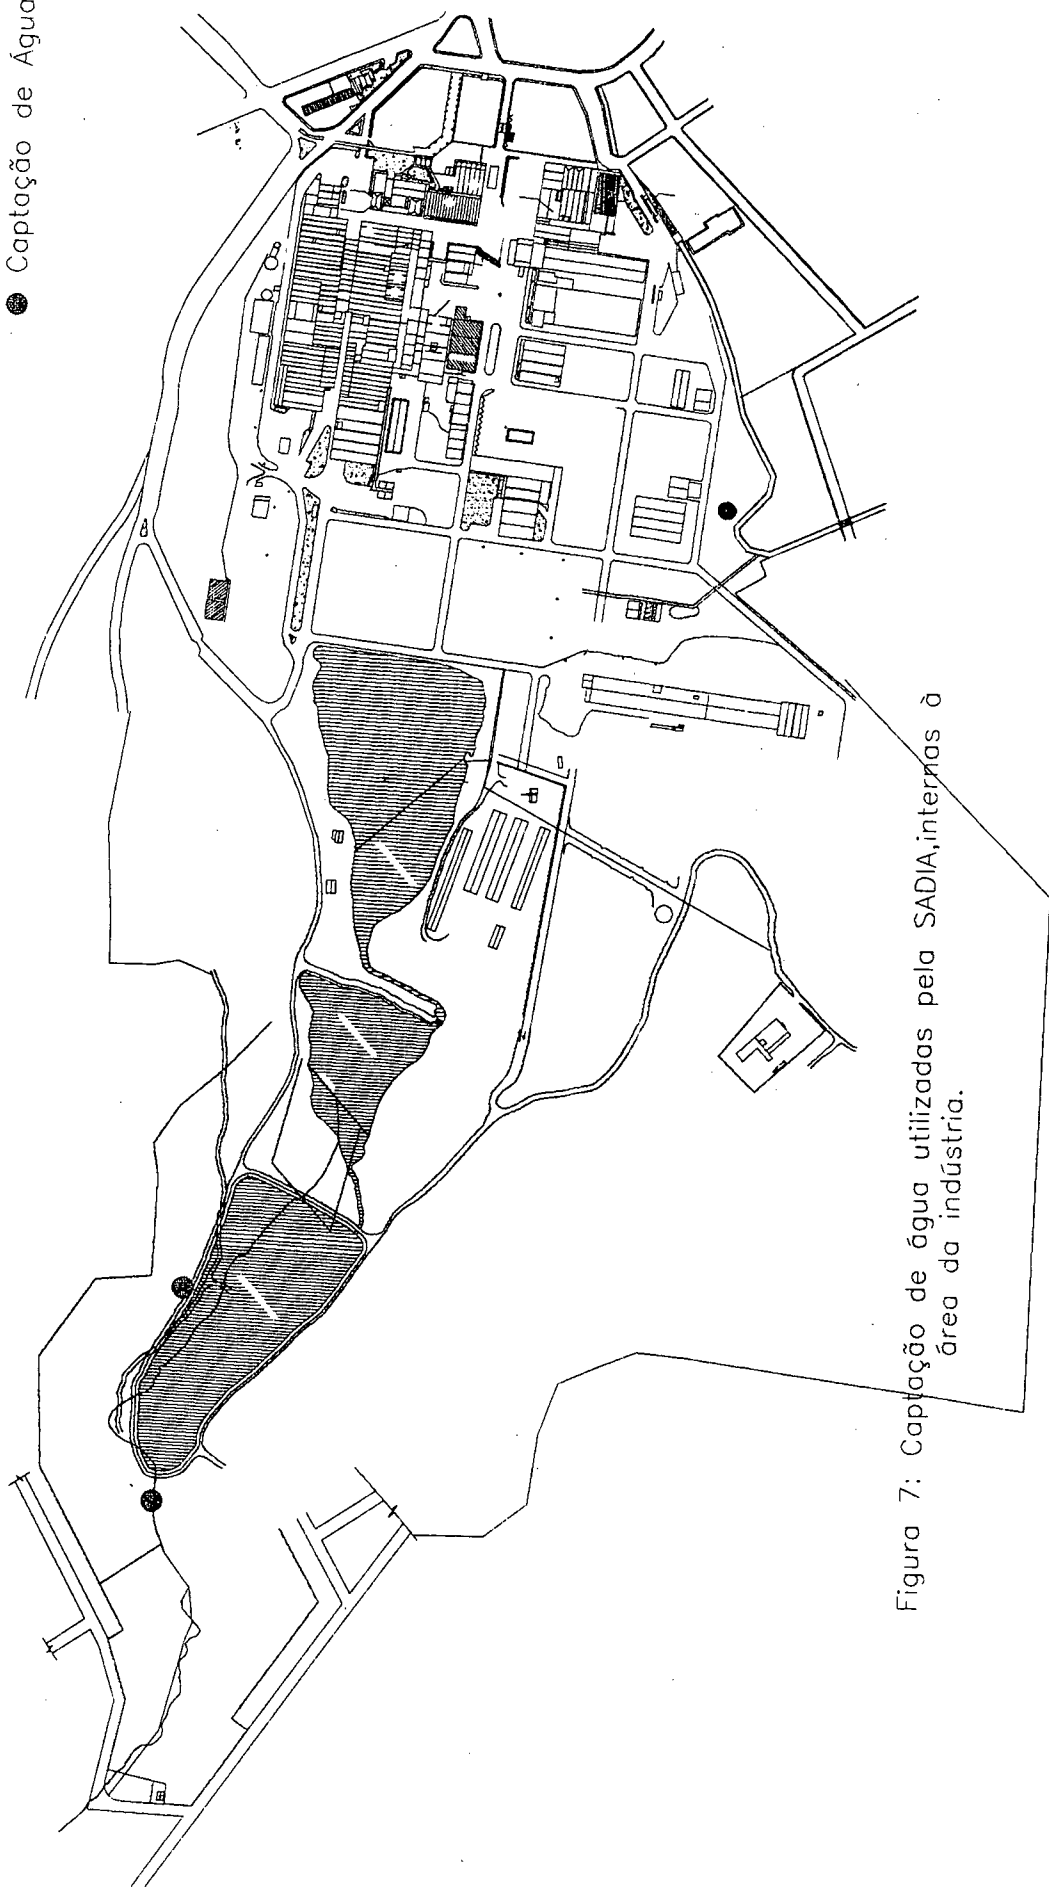 ● Captação de Água
Figura 7: Captação de água utilizadas pela SADIA,internas à
área da indústria.